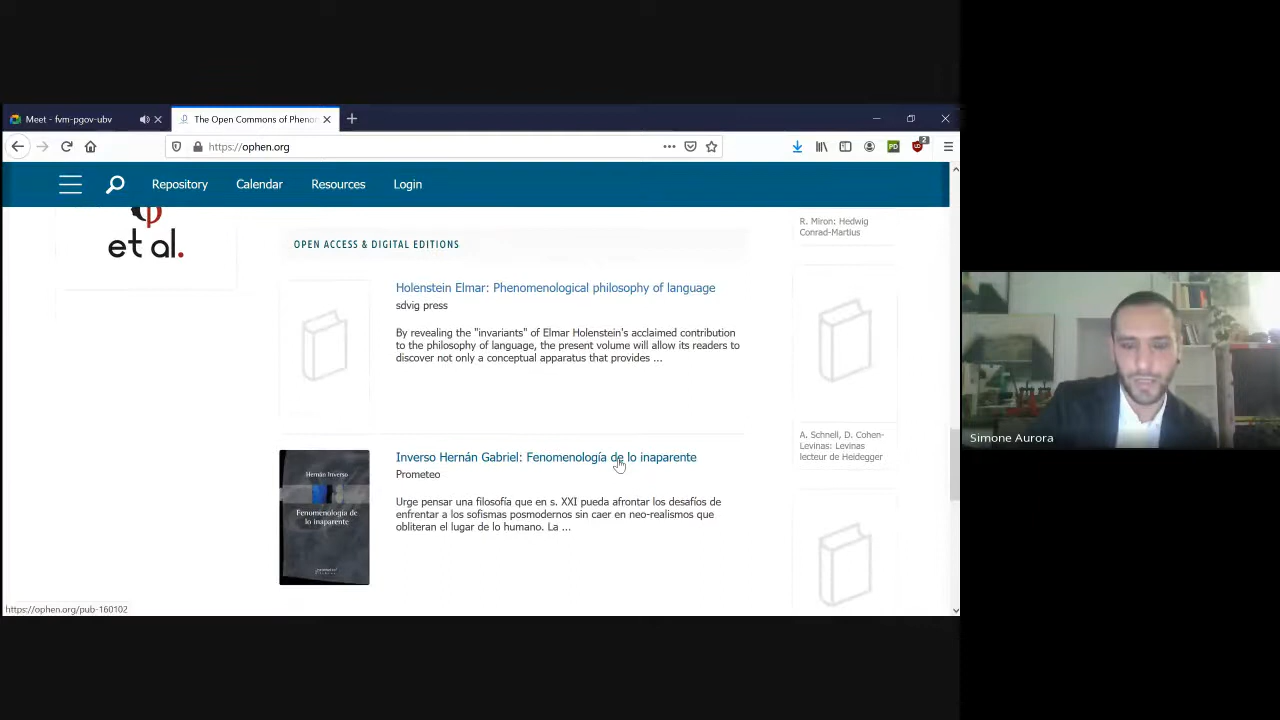 Meet - fvm-pgov-ubv
The Open Commons of Pheno
https://ophen.org
2
Repository
Calendar
Resources
Login
et al.
OPEN ACCESS & DIGITAL EDITIONS
Holenstein Elmar: Phenomenological philosophy of language
sdvig press
By revealing the "invariants" of Elmar Holenstein's acclaimed contribution
to the philosophy of language, the present volume will allow its readers to
discover not only a conceptual apparatus that provides ...
Hernán Inverso
Fenomenología de
lo inaparente
Inverso Hernán Gabriel: Fenomenología de lo inaparente
Prometeo
Urge pensar una filosofía que en s. XXI pueda afrontar los desafíos de
enfrentar a los sofismas posmodernos sin caer en neo-realismos que
obliteran el lugar de lo humano. La ...
R. Miron: Hedwig
Conrad-Martius
A. Schnell, D. Cohen-
Levinas: Levinas
lecteur de Heidegger
https://ophen.org/pub-160102
Simone Aurora